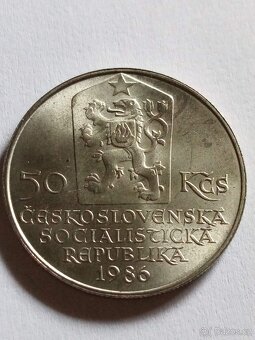 50 Kčs
ČESKOSLOVENSKÁ
SOCIALISTICKÁ
REPUBLIKA
1986